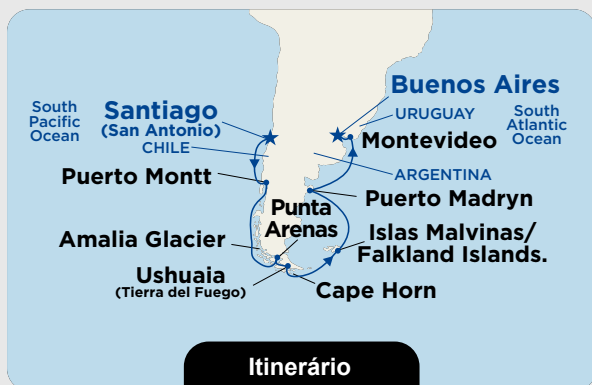 South
Pacific
Ocean
Santiago
(San Antonio)
CHILE
Puerto Montt
Amalia Glacier
Punta
Arenas
Ushuaia
(Tierra del Fuego)
Cape Horn
Islas Malvinas/
Falkland Islands.
Puerto Madryn
ARGENTINA
Montevideo
URUGUAY
Buenos Aires
South
Atlantic
Ocean
Itinerário